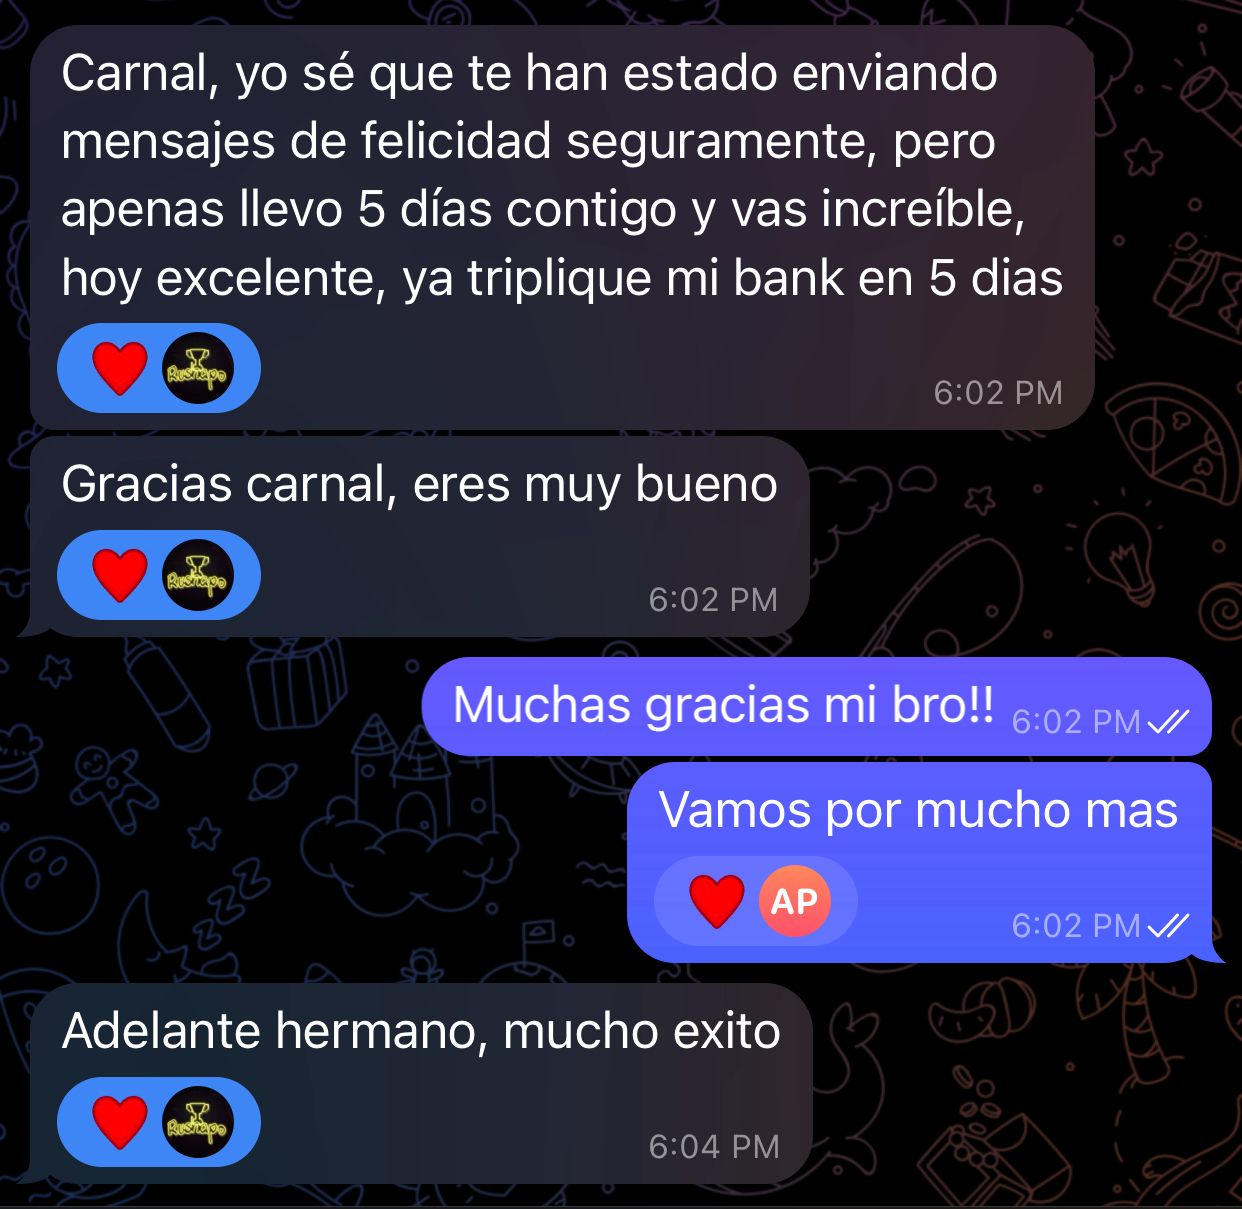 Carnal, yo sé que te han estado enviando
mensajes de felicidad seguramente, pero
apenas llevo 5 días contigo y vas increíble,
hoy excelente, ya triplique mi bank en 5 dias
Rushapo
6:02 PM
Gracias carnal, eres muy bueno
Rushapo
6:02 PM
Muchas gracias mi bro!! 6:02 PM
Vamos por mucho mas
AP
6:02 PM
Adelante hermano, mucho exito
Rushapo
6:04 PM